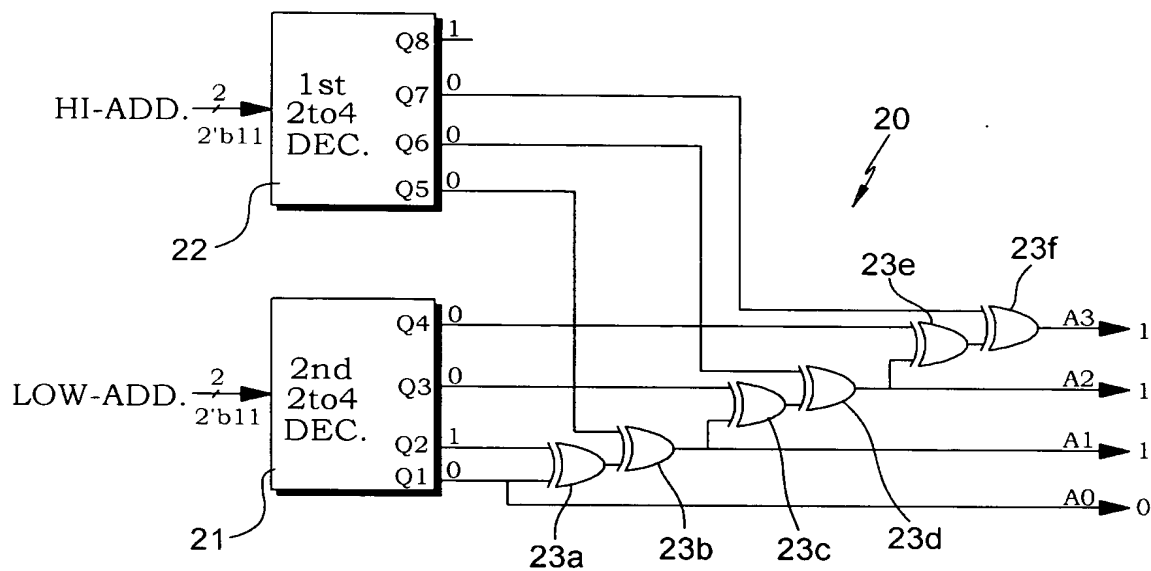 Q8 1
1st
2to4
DEC.
Q7 0
Q6 0
Q5 0
HI-ADD.
2
2'b11
22
20
2nd
2to4
DEC.
Q4 0
Q3 0
Q2 1
Q1 0
LOW-ADD.
2
2'b11
21
23a
23b
23c
23d
23e
23f
A3 1
A2 1
A1 1
A0 0